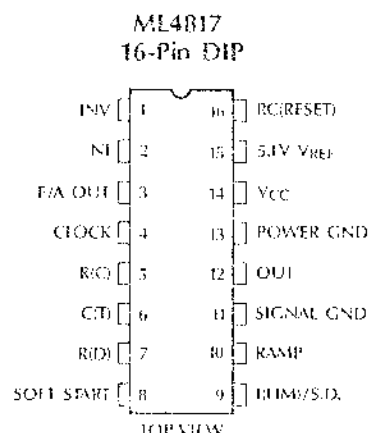 ML4817
16-Pin DIP
INV 1 16 RC(RESET)
NI 2 15 5.1V VREF
E/A OUT 3 14 VCC
CLOCK 4 13 POWER GND
R(C) 5 12 OUT
C(T) 6 11 SIGNAL GND
R(D) 7 10 RAMP
SOFT START 8 9 I(LIM)/S.D.
TOP VIEW